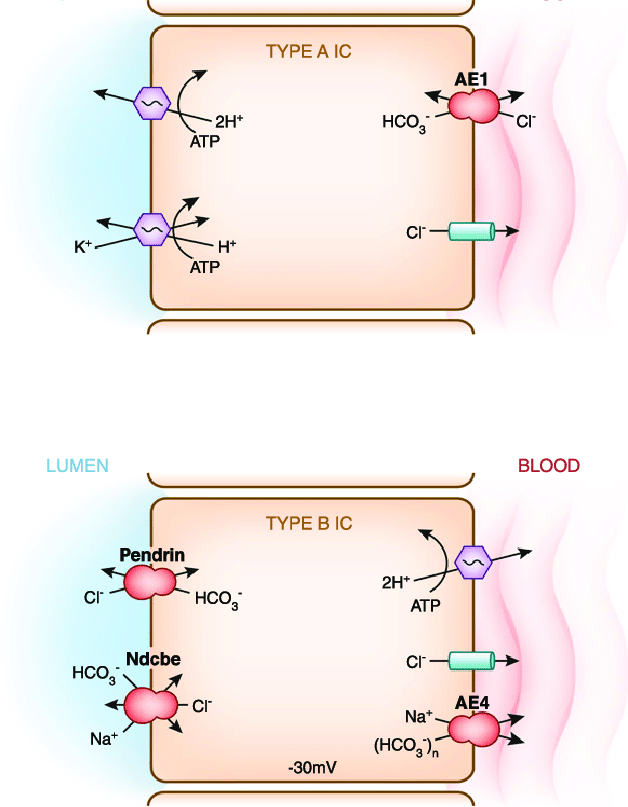 TYPE A IC
AE1
2H⁺
ATP
HCO₃⁻
Cl⁻
K⁺
H⁺
ATP
Cl⁻
LUMEN
BLOOD
TYPE B IC
Pendrin
Cl⁻
HCO₃⁻
2H⁺
ATP
Ndcbe
HCO₃⁻
Cl⁻
Na⁺
Cl⁻
AE4
Na⁺
(HCO₃⁻)ₙ
-30mV